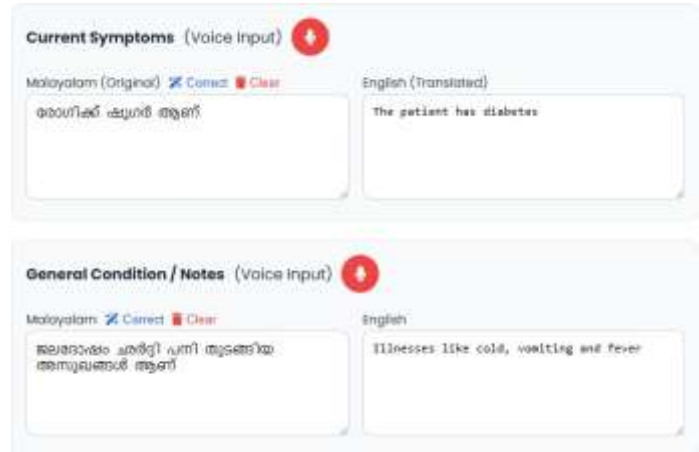 Current Symptoms (Voice Input)
Malayalam (Original) Correct Clear
English (Translated)
രോഗിക്ക് ഷുഗർ ആണ്
The patient has diabetes
General Condition / Notes (Voice Input)
Malayalam Correct Clear
English
ജലദോഷം ഛർദ്ദി പനി തുടങ്ങിയ
അസുഖങ്ങൾ ആണ്
Illnesses like cold, vomiting and fever